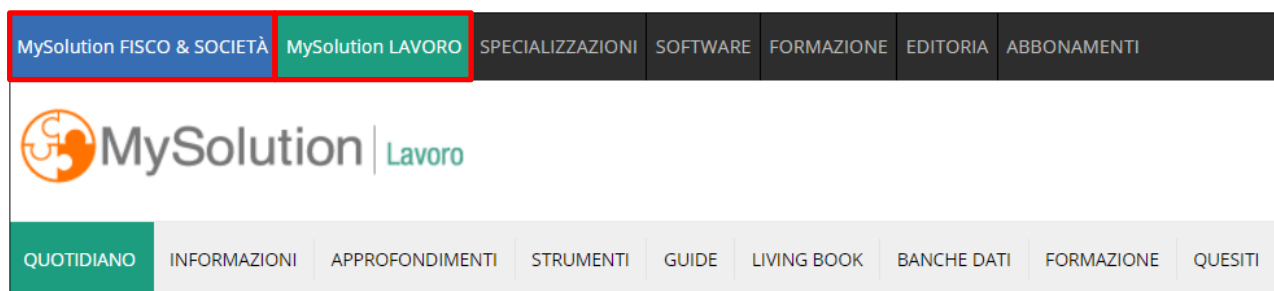 MySolution FISCO & SOCIETÀ MySolution LAVORO SPECIALIZZAZIONI SOFTWARE FORMAZIONE EDITORIA ABBONAMENTI
MySolution Lavoro
QUOTIDIANO INFORMAZIONI APPROFONDIMENTI STRUMENTI GUIDE LIVING BOOK BANCHE DATI FORMAZIONE QUESITI